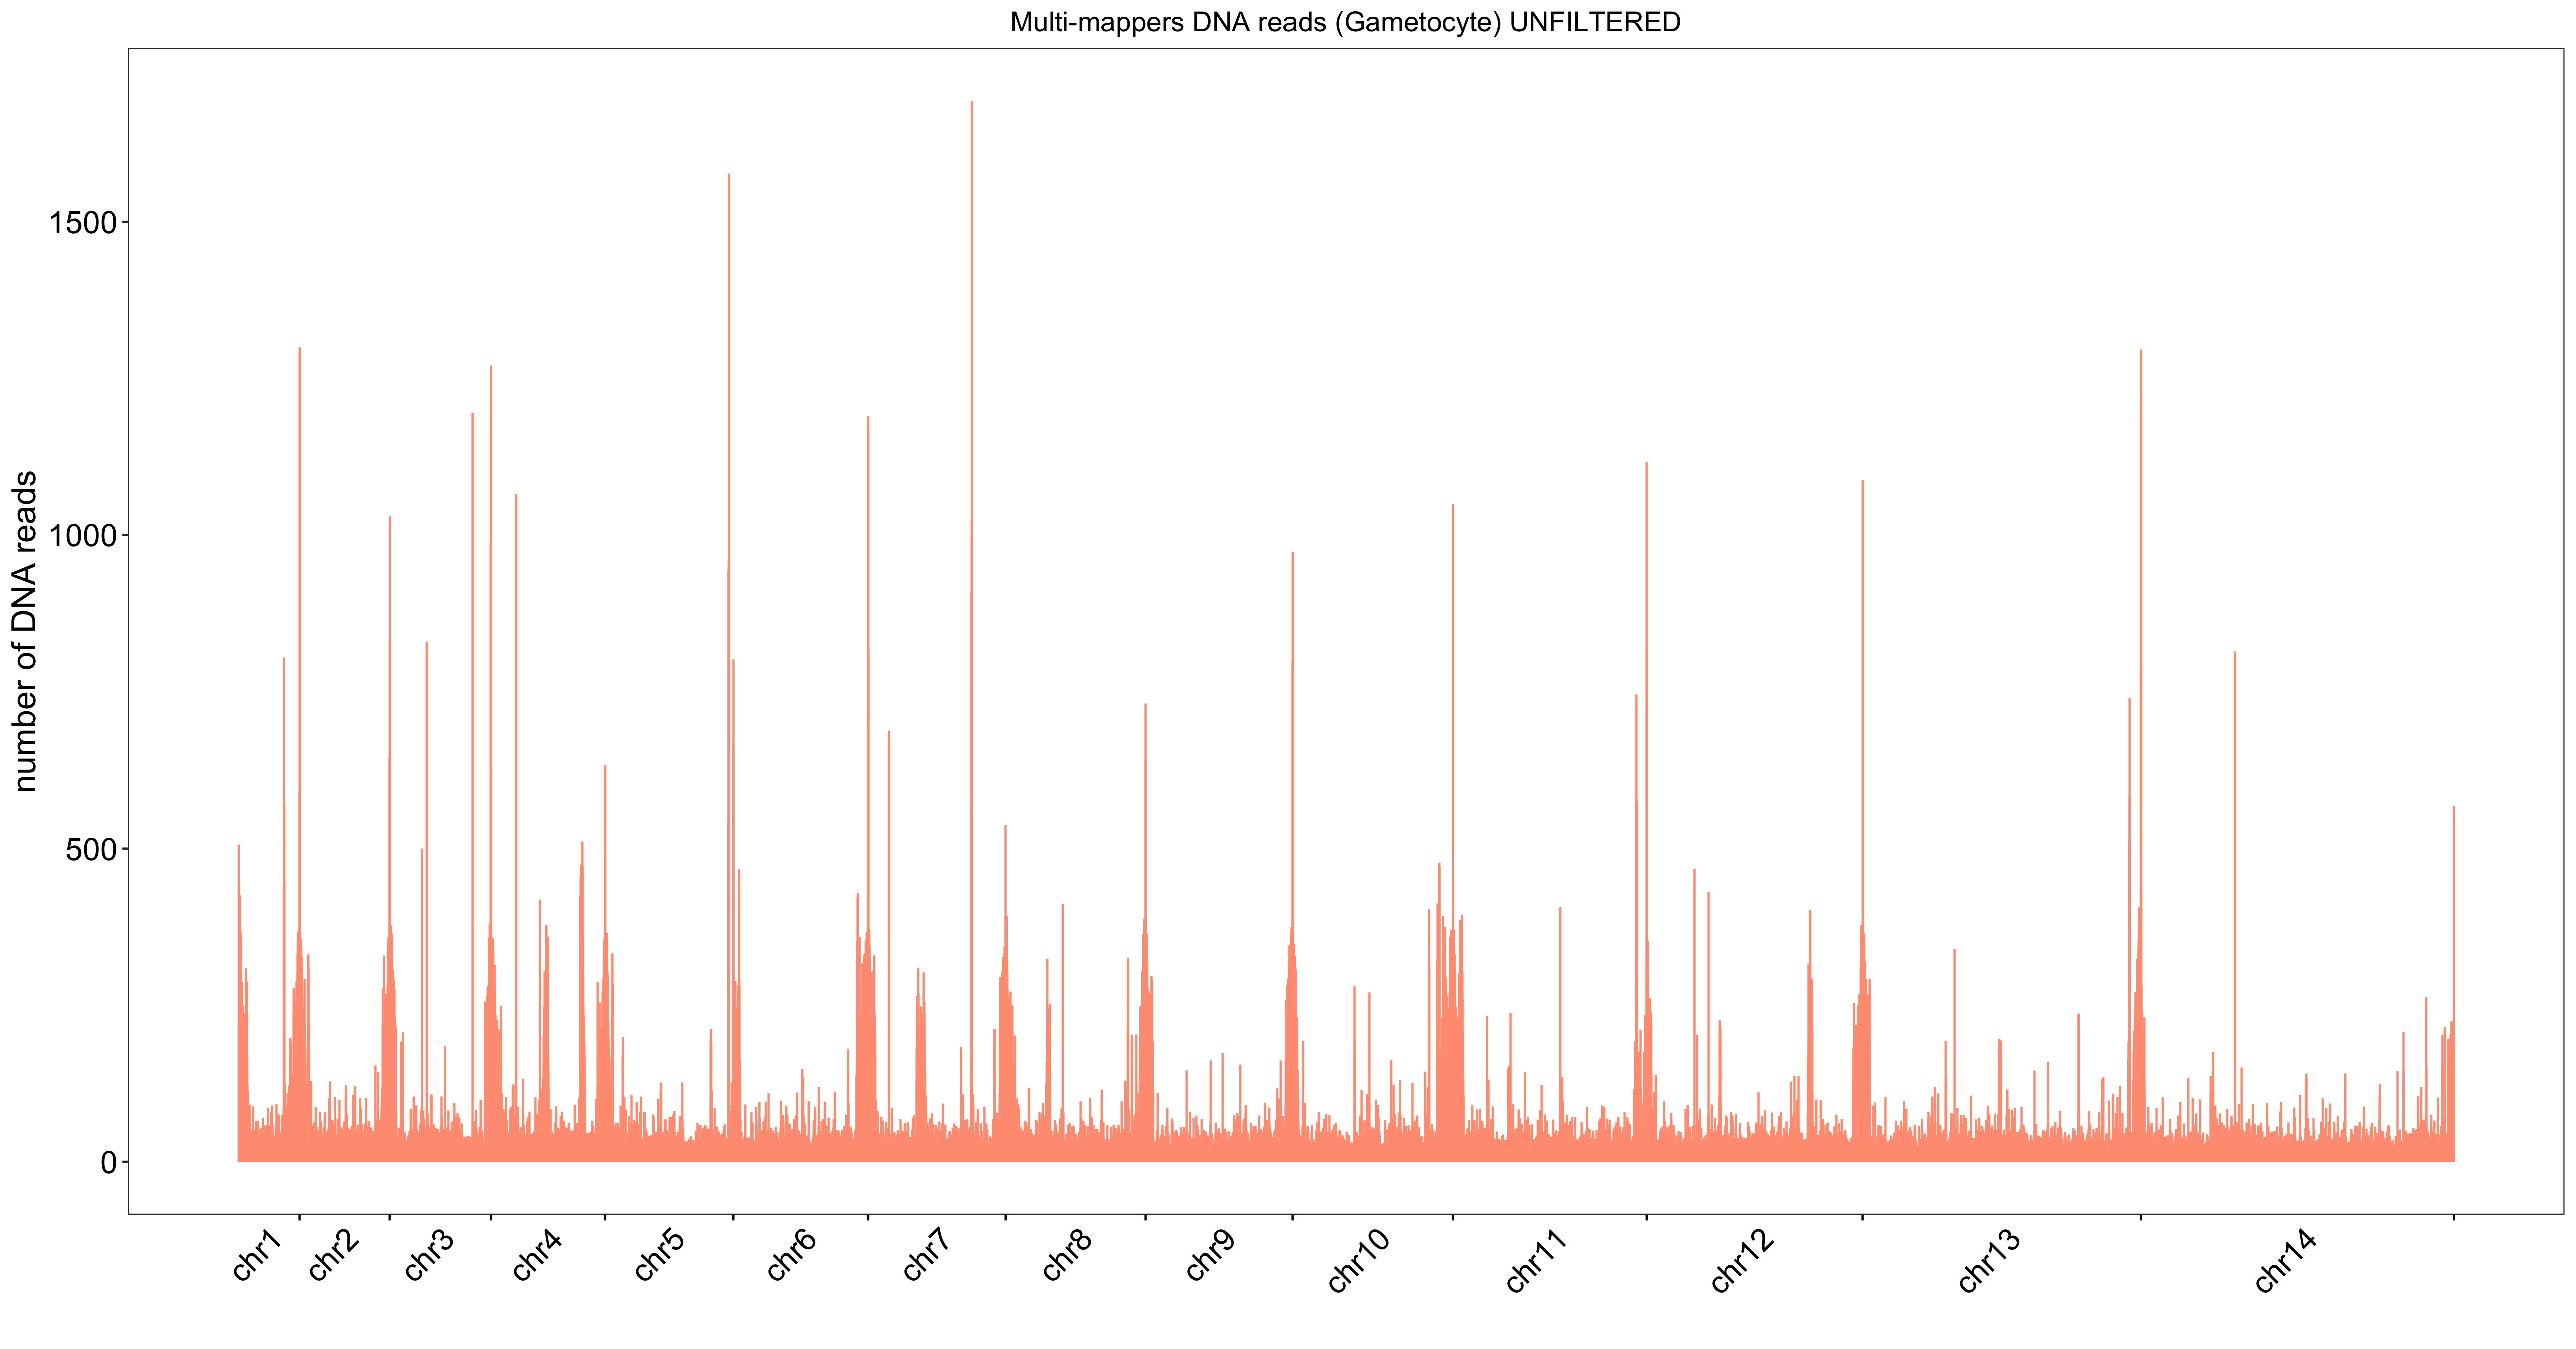 Multi-mappers DNA reads (Gametocyte) UNFILTERED
number of DNA reads
1500
1000
500
0
chr1
chr2
chr3
chr4
chr5
chr6
chr7
chr8
chr9
chr10
chr11
chr12
chr13
chr14